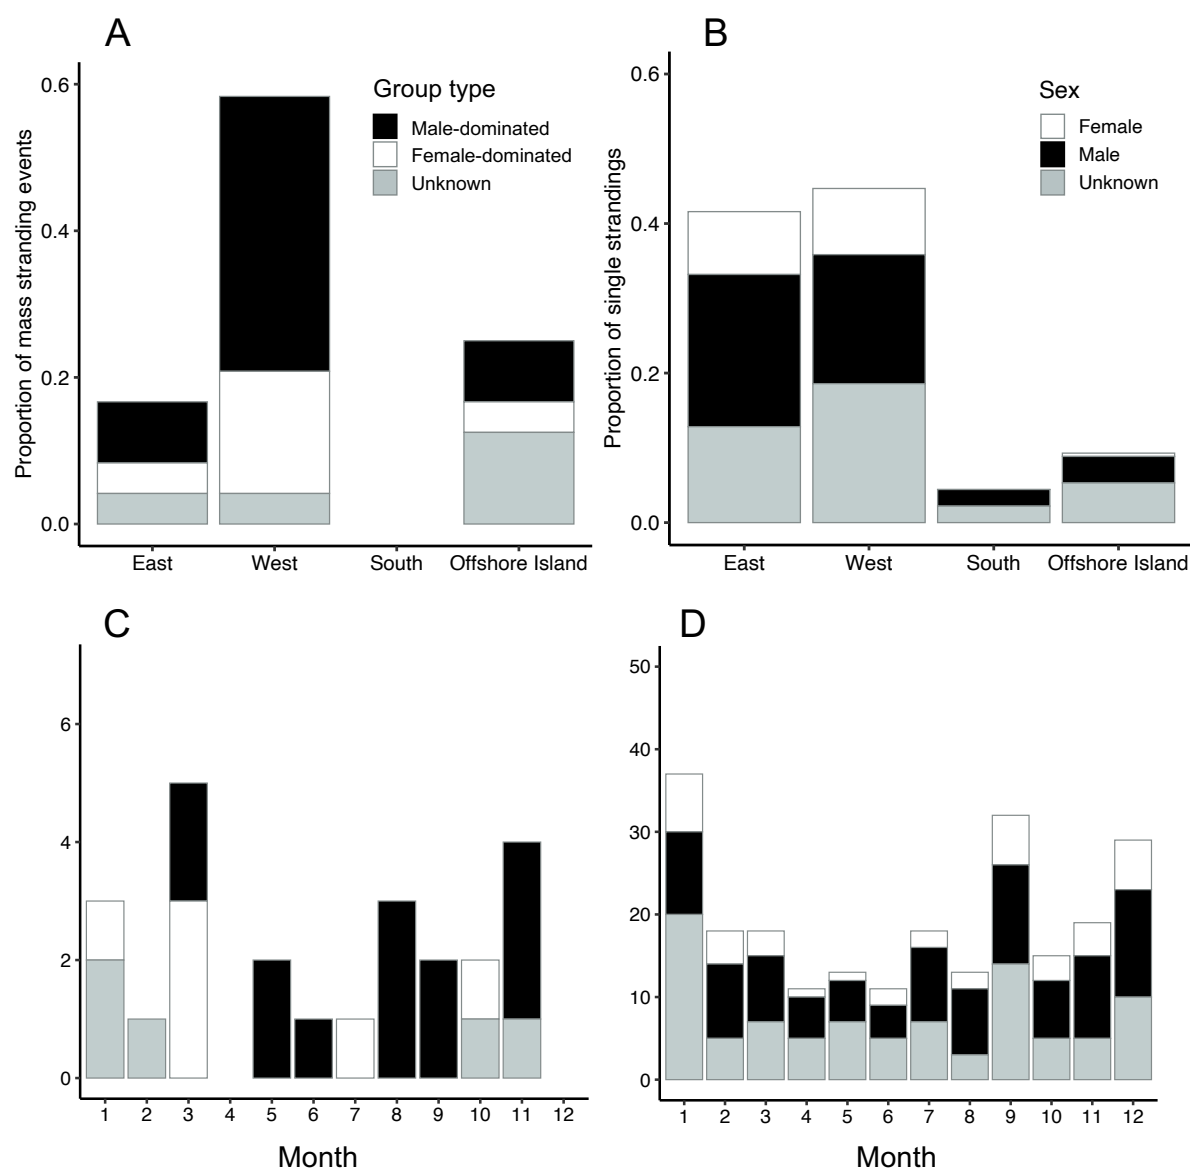 A
Proportion of mass stranding events
0.6
0.4
0.2
0.0
Group type
Male-dominated
Female-dominated
Unknown
East West South Offshore Island
B
Proportion of single strandings
0.6
0.4
0.2
0.0
Sex
Female
Male
Unknown
East West South Offshore Island
C
6
4
2
0
1 2 3 4 5 6 7 8 9 10 11 12
Month
D
50
40
30
20
10
0
1 2 3 4 5 6 7 8 9 10 11 12
Month